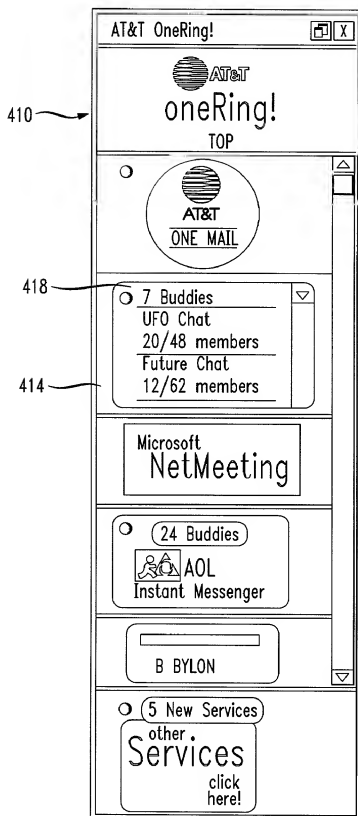 AT&T OneRing!
X
AT&T
oneRing!
TOP
410
AT&T
ONE MAIL
418
7 Buddies
UFO Chat
20/48 members
Future Chat
12/62 members
414
Microsoft
NetMeeting
24 Buddies
AOL
Instant Messenger
B BYLON
5 New Services
other
Services
click
here!